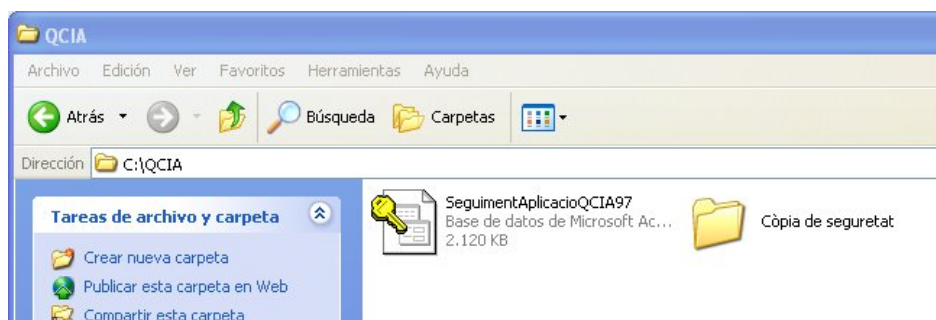 QCIA
Archivo Edición Ver Favoritos Herramientas Ayuda
Atrás Búsqueda Carpetas
Dirección C:\QCIA
Tareas de archivo y carpeta
Crear nueva carpeta
Publicar esta carpeta en Web
Compartir esta carpeta
SeguimentAplicacioQCIA97
Base de datos de Microsoft Ac...
2.120 KB
Còpia de seguretat